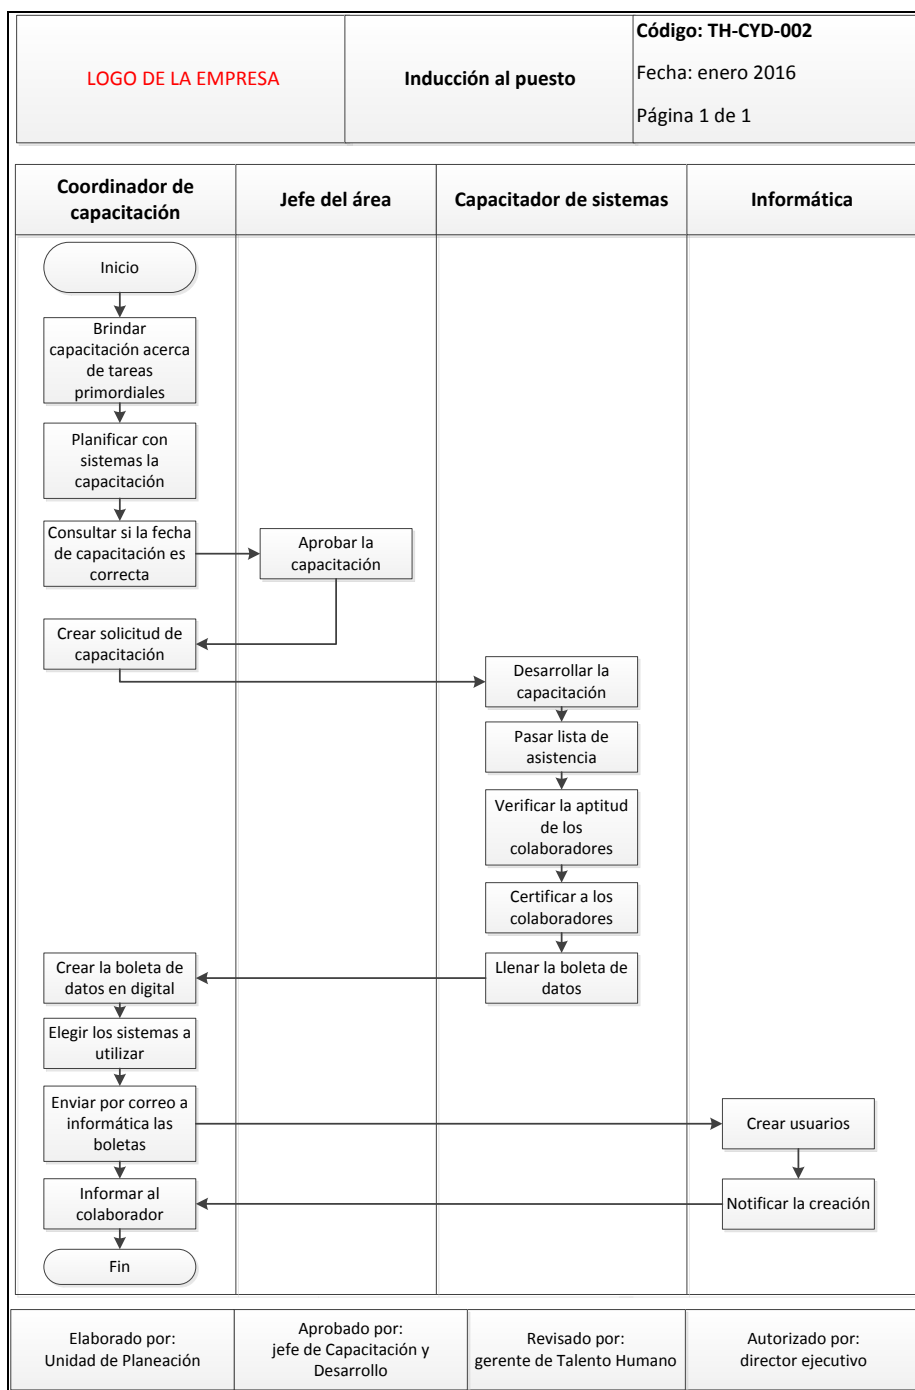 LOGO DE LA EMPRESA
Inducción al puesto
Código: TH-CYD-002
Fecha: enero 2016
Página 1 de 1
Coordinador de
capacitación
Jefe del área
Capacitador de sistemas
Informática
Inicio
Brindar
capacitación acerca
de tareas
primordiales
Planificar con
sistemas la
capacitación
Consultar si la fecha
de capacitación es
correcta
Aprobar la
capacitación
Crear solicitud de
capacitación
Desarrollar la
capacitación
Pasar lista de
asistencia
Verificar la aptitud
de los
colaboradores
Certificar a los
colaboradores
Llenar la boleta de
datos
Crear la boleta de
datos en digital
Elegir los sistemas a
utilizar
Enviar por correo a
informática las
boletas
Crear usuarios
Notificar la creación
Informar al
colaborador
Fin
Elaborado por:
Unidad de Planeación
Aprobado por:
jefe de Capacitación y
Desarrollo
Revisado por:
gerente de Talento Humano
Autorizado por:
director ejecutivo